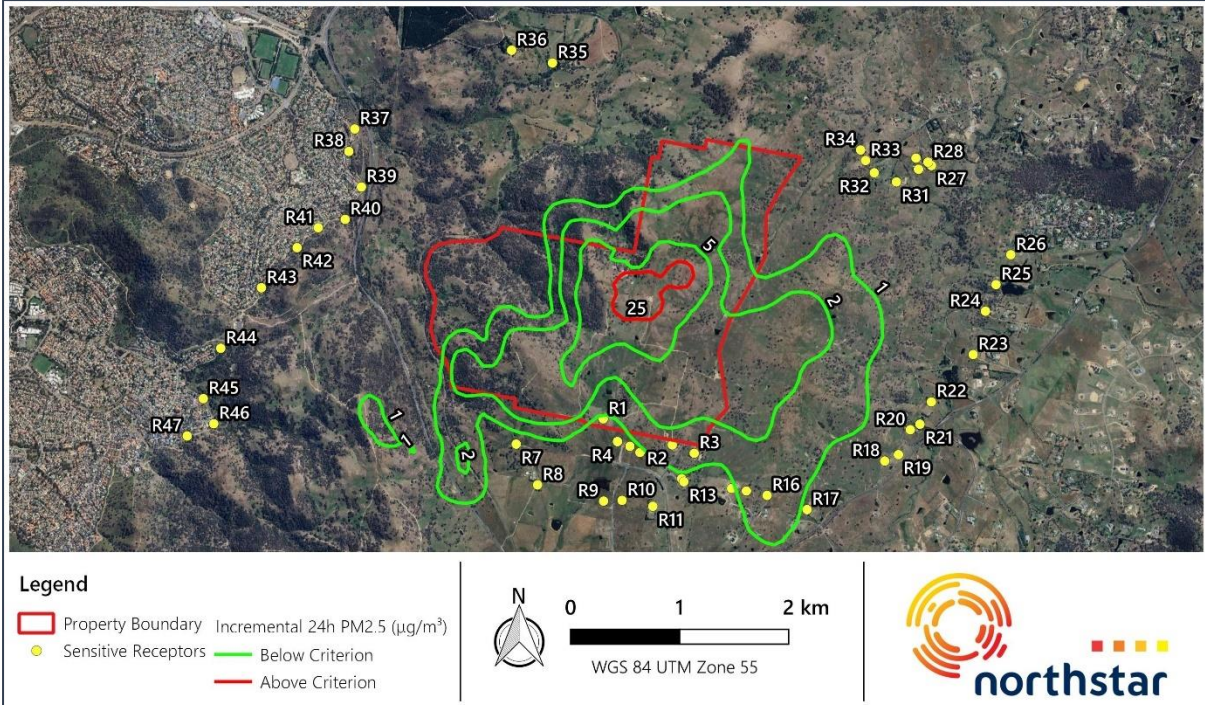 R36
R35
R37
R38
R34
R33
R28
R39
R32
R27
R31
R41
R40
R42
5
R26
R43
1
R25
25
2
R24
R44
R23
R45
1
R22
R46
R1
R47
1
R20
R21
R4
R2
R3
R7
2
R18
R19
R8
R9
R10
R13
R16
R11
R17
Legend
Property Boundary
Sensitive Receptors
Incremental 24h PM2.5 (µg/m³)
Below Criterion
Above Criterion
N
0 1 2 km
WGS 84 UTM Zone 55
northstar